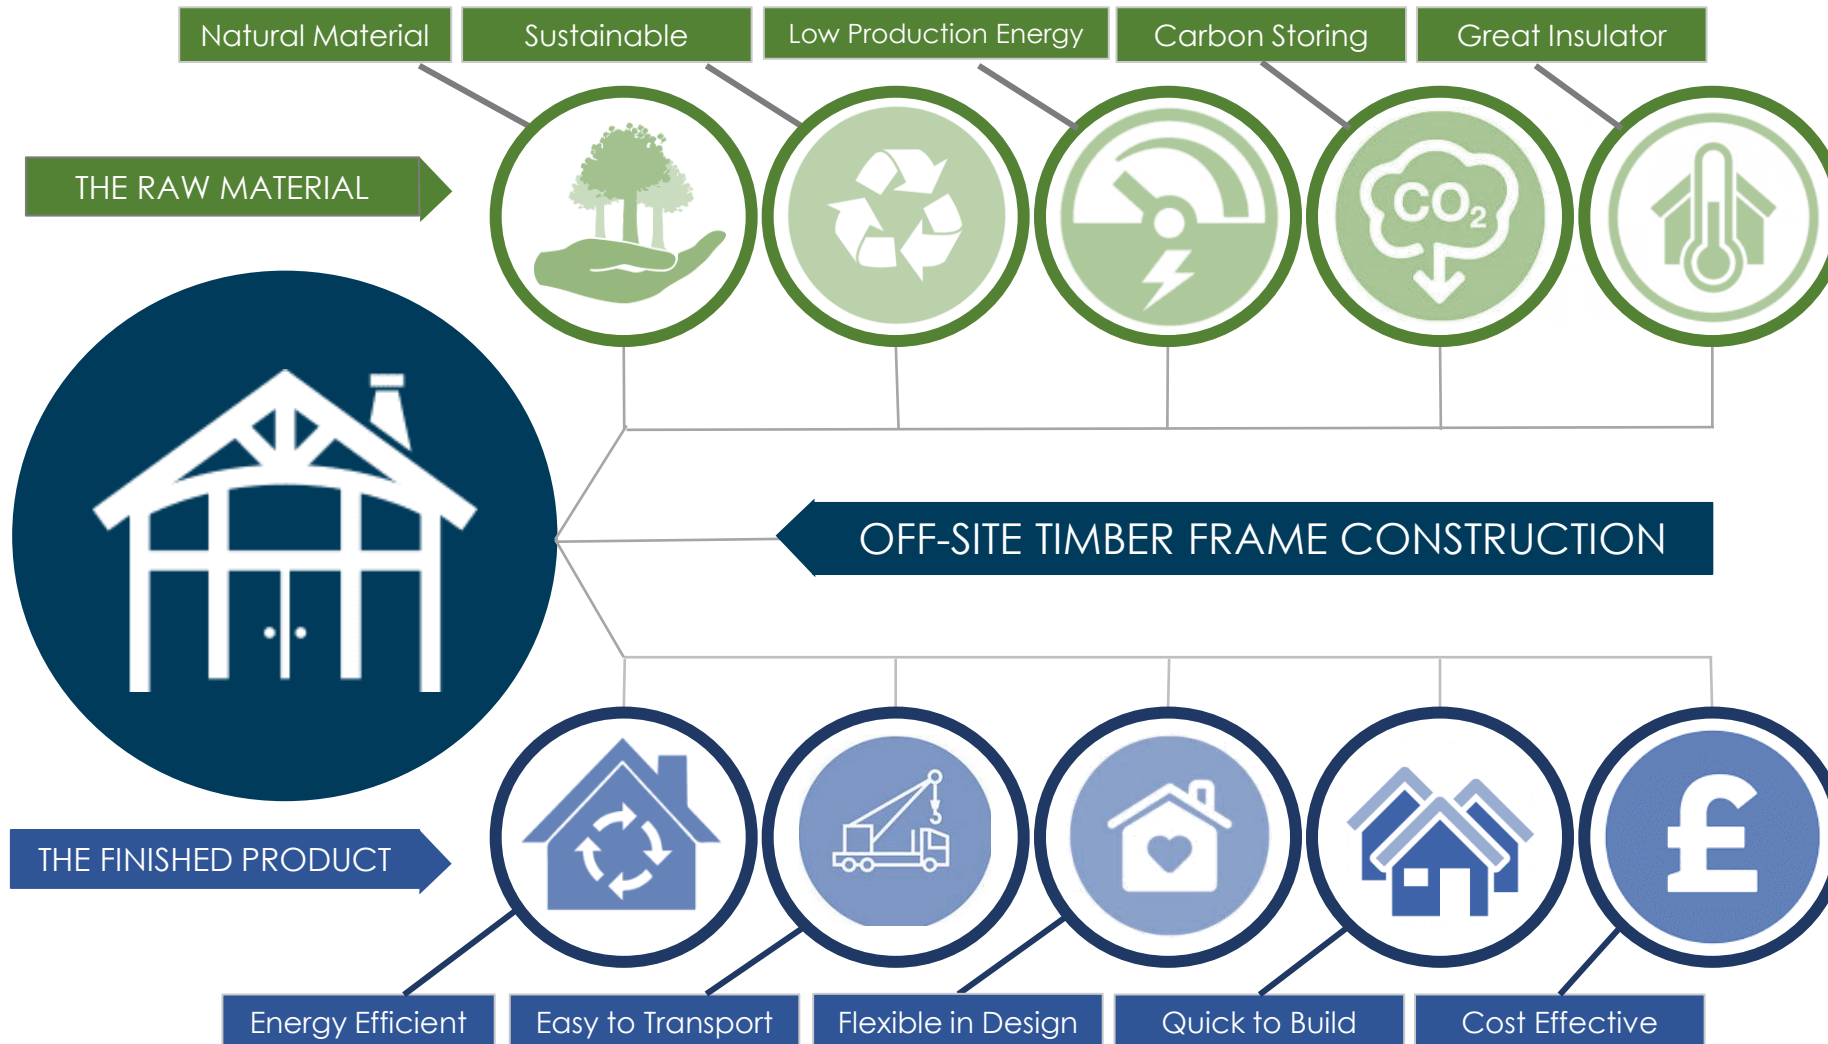 Natural Material
Sustainable
Low Production Energy
Carbon Storing
Great Insulator
THE RAW MATERIAL
CO₂
OFF-SITE TIMBER FRAME CONSTRUCTION
£
THE FINISHED PRODUCT
Energy Efficient
Easy to Transport
Flexible in Design
Quick to Build
Cost Effective